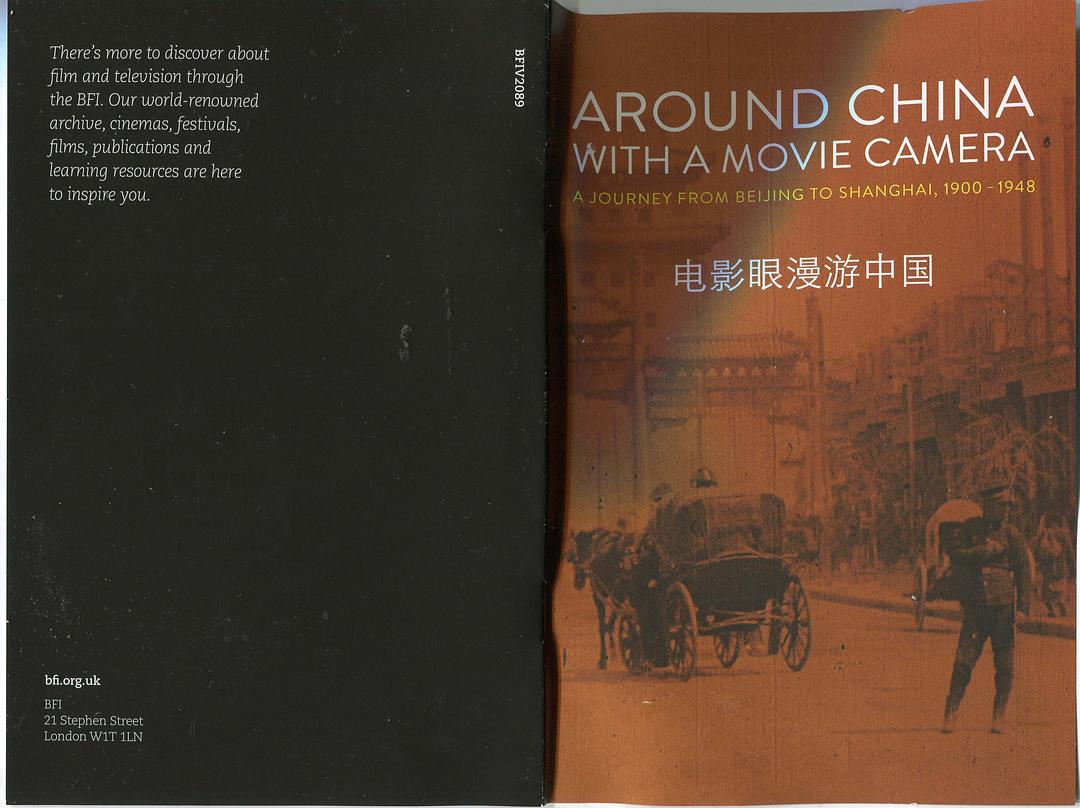 There's more to discover about
film and television through
the BFI. Our world-renowned
archive, cinemas, festivals,
films, publications and
learning resources are here
to inspire you.
bfi.org.uk
BFI
21 Stephen Street
London W1T 1LN
BFIV2089
AROUND CHINA
WITH A MOVIE CAMERA
A JOURNEY FROM BEIJING TO SHANGHAI, 1900–1948
电影眼漫游中国